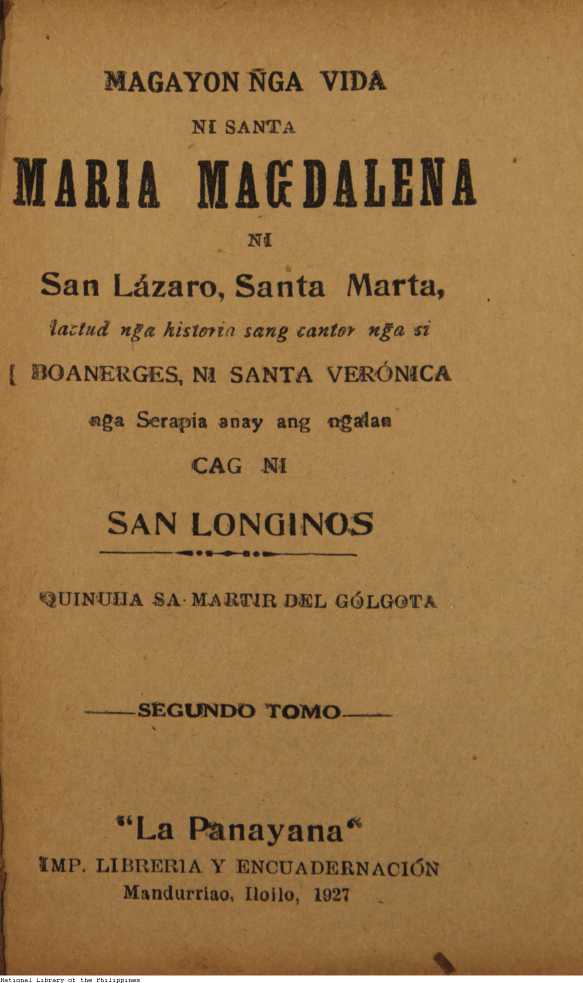 MAGAYON ÑGA VIDA
NI SANTA
MARIA MAGDALENA
NI
San Lázaro, Santa Marta,
lactud nga historia sang cantor nga si
BOANERGES, NI SANTA VERÓNICA
nga Serapia anay ang ngalan
CAG NI
SAN LONGINOS
QUINUHA SA MARTIR DEL GÓLGOTA
SEGUNDO TOMO
"La Panayana"
IMP. LIBRERIA Y ENCUADERNACIÓN
Mandurriao, Iloilo, 1927
National Library of the Philippines